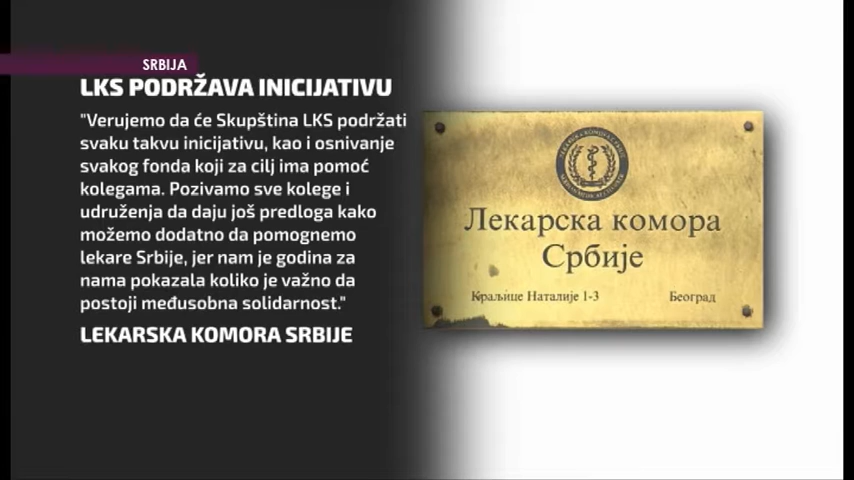 SRBIJA
LKS PODRŽAVA INICIJATIVU
"Verujemo da će Skupština LKS podržati
svaku takvu inicijativu, kao i osnivanje
svakog fonda koji za cilj ima pomoć
kolegama. Pozivamo sve kolege i
udruženja da daju još predloga kako
možemo dodatno da pomognemo
lekare Srbije, jer nam je godina za
nama pokazala koliko je važno da
postoji međusobna solidarnost."
LEKARSKA KOMORA SRBIJE
Лекарска комора
Србије
Краљице Наталије 1-3 Београд